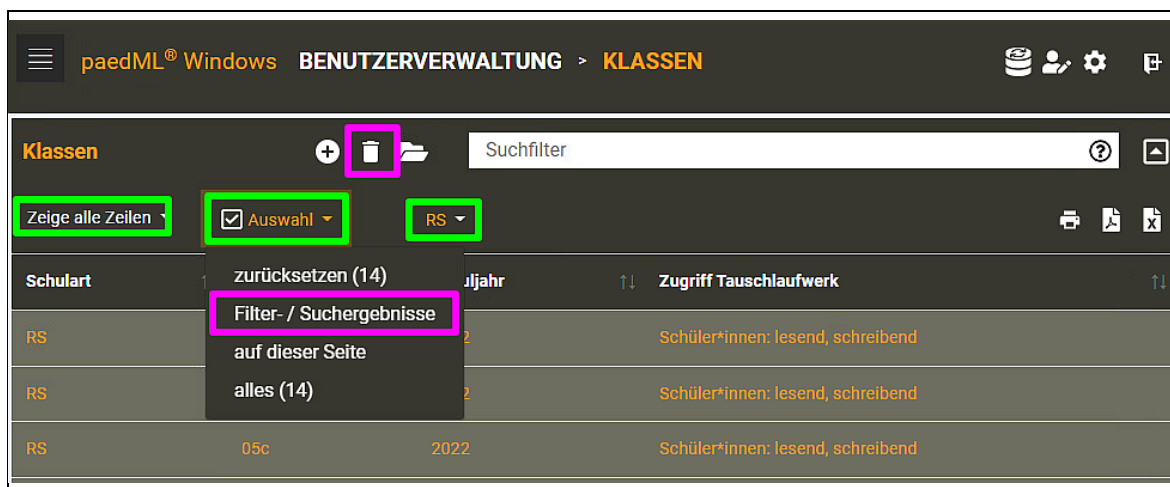 paedML® Windows BENUTZERVERWALTUNG > KLASSEN
Klassen Suchfilter
Zeige alle Zeilen Auswahl RS
zurücksetzen (14)
Filter- / Suchergebnisse
auf dieser Seite
alles (14)
Schulart uljahr Zugriff Tauschlaufwerk
RS 2 Schüler*innen: lesend, schreibend
RS 2 Schüler*innen: lesend, schreibend
RS 05c 2022 Schüler*innen: lesend, schreibend